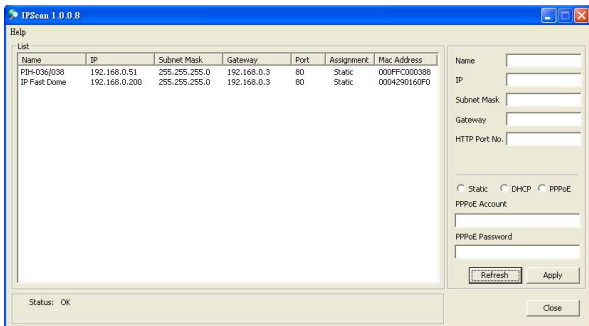 IPScan 1.0.0.8
Help
List
Name IP Subnet Mask Gateway Port Assignment Mac Address
PIH-036/038 192.168.0.51 255.255.255.0 192.168.0.3 80 Static 000FFC000388
IP Fast Dome 192.168.0.200 255.255.255.0 192.168.0.3 80 Static 0004290160F0
Name
IP
Subnet Mask
Gateway
HTTP Port No.
Static DHCP PPPoE
PPPoE Account
PPPoE Password
Refresh Apply
Status: OK
Close